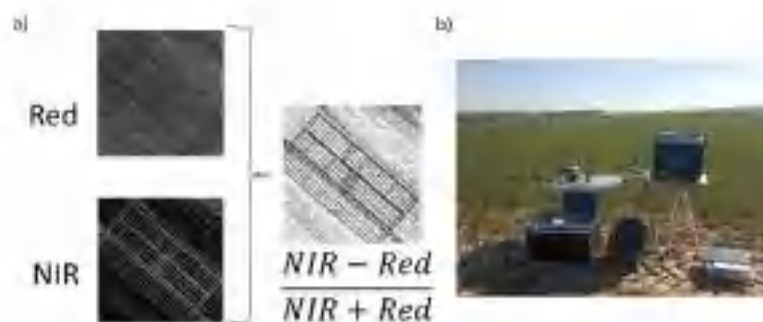 a)
b)
Red
NIR
NIR − Red
NIR + Red